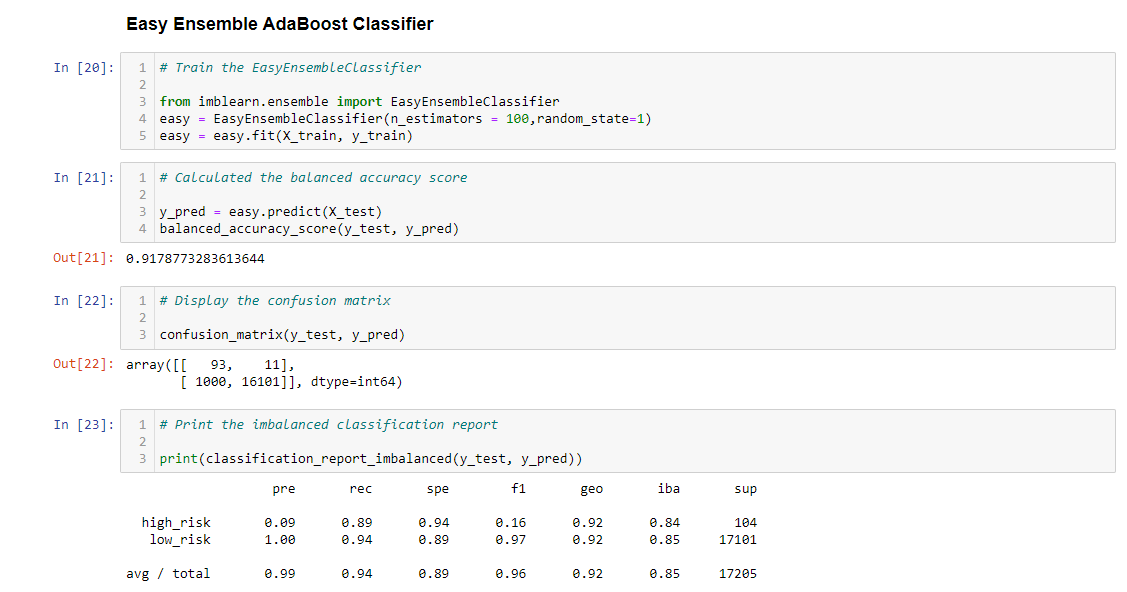 Easy Ensemble AdaBoost Classifier
In [20]: 1 # Train the EasyEnsembleClassifier
2
3 from imblearn.ensemble import EasyEnsembleClassifier
4 easy = EasyEnsembleClassifier(n_estimators = 100,random_state=1)
5 easy = easy.fit(X_train, y_train)
In [21]: 1 # Calculated the balanced accuracy score
2
3 y_pred = easy.predict(X_test)
4 balanced_accuracy_score(y_test, y_pred)
Out[21]: 0.9178773283613644
In [22]: 1 # Display the confusion matrix
2
3 confusion_matrix(y_test, y_pred)
Out[22]: array([[   93,    11],
[ 1000, 16101]], dtype=int64)
In [23]: 1 # Print the imbalanced classification report
2
3 print(classification_report_imbalanced(y_test, y_pred))
pre rec spe f1 geo iba sup
high_risk 0.09 0.89 0.94 0.16 0.92 0.84 104
low_risk 1.00 0.94 0.89 0.97 0.92 0.85 17101
avg / total 0.99 0.94 0.89 0.96 0.92 0.85 17205